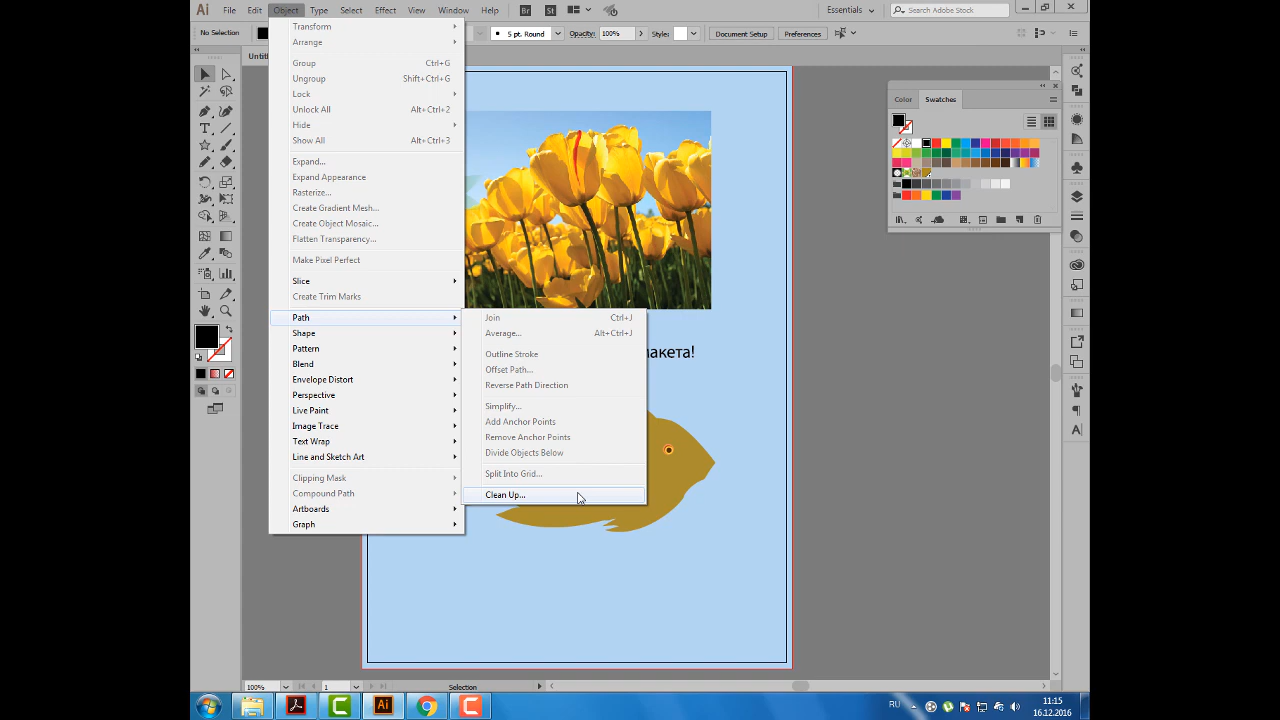 Ai File Edit Object Type Select Effect View Window Help Br St Essentials Search Adobe Stock
No Selection 5 pt. Round Opacity: 100% Style: Document Setup Preferences
Untitl
Transform
Arrange
Group Ctrl+G
Ungroup Shift+Ctrl+G
Lock
Unlock All Alt+Ctrl+2
Hide
Show All Alt+Ctrl+3
Expand...
Expand Appearance
Rasterize...
Create Gradient Mesh...
Create Object Mosaic...
Flatten Transparency...
Make Pixel Perfect
Slice
Create Trim Marks
Path
Shape
Pattern
Blend
Envelope Distort
Perspective
Live Paint
Image Trace
Text Wrap
Line and Sketch Art
Clipping Mask
Compound Path
Artboards
Graph
Join Ctrl+J
Average... Alt+Ctrl+J
Outline Stroke
Offset Path...
Reverse Path Direction
Simplify...
Add Anchor Points
Remove Anchor Points
Divide Objects Below
Split Into Grid...
Clean Up...
макета!
Color Swatches
100% 1 Selection
Ai RU 11:15
16.12.2016